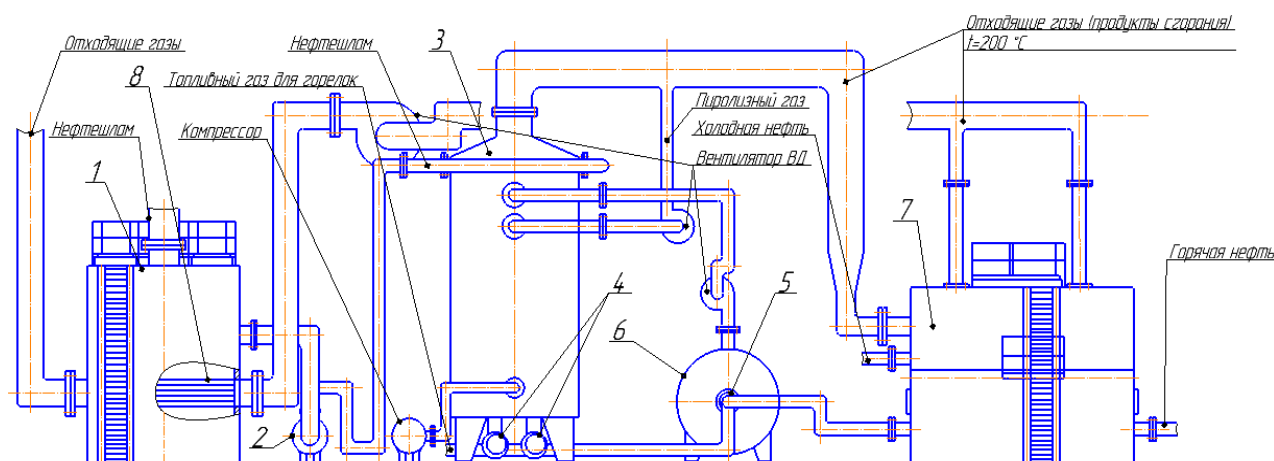 Отходящие газы
Нефтешлам
3
Отходящие газы (продукты сгорания)
t=200 °C
8
Топливный газ для горелок
Пиролизный газ
Нефтешлам
Компрессор
Холодная нефть
1
Вентилятор ВД
7
Горячая нефть
4
5
6
2